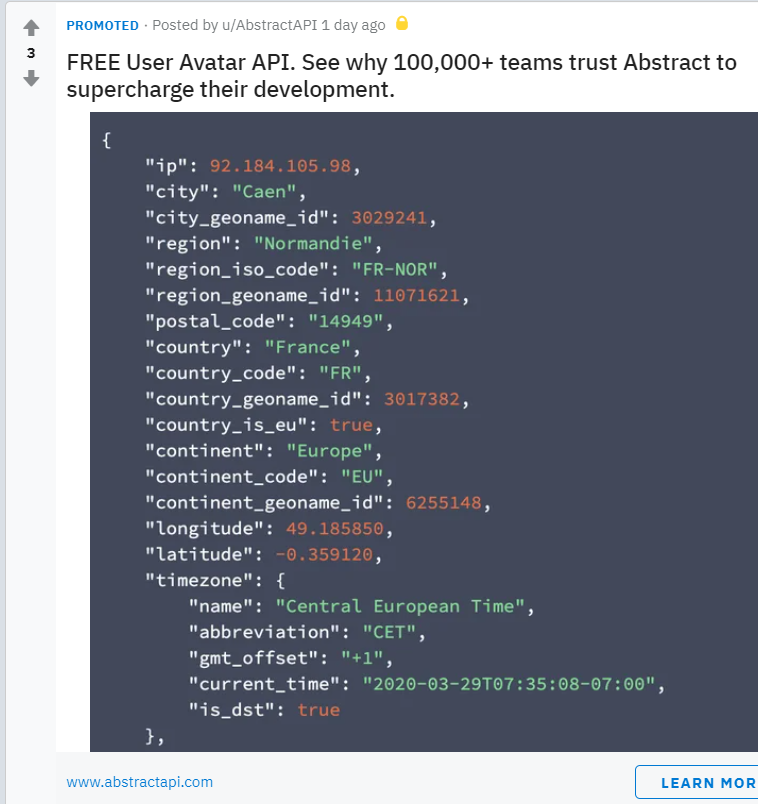 PROMOTED · Posted by u/AbstractAPI 1 day ago
3
FREE User Avatar API. See why 100,000+ teams trust Abstract to
supercharge their development.
{
"ip": 92.184.105.98,
"city": "Caen",
"city_geoname_id": 3029241,
"region": "Normandie",
"region_iso_code": "FR-NOR",
"region_geoname_id": 11071621,
"postal_code": "14949",
"country": "France",
"country_code": "FR",
"country_geoname_id": 3017382,
"country_is_eu": true,
"continent": "Europe",
"continent_code": "EU",
"continent_geoname_id": 6255148,
"longitude": 49.185850,
"latitude": -0.359120,
"timezone": {
"name": "Central European Time",
"abbreviation": "CET",
"gmt_offset": "+1",
"current_time": "2020-03-29T07:35:08-07:00",
"is_dst": true
},
www.abstractapi.com
LEARN MOR